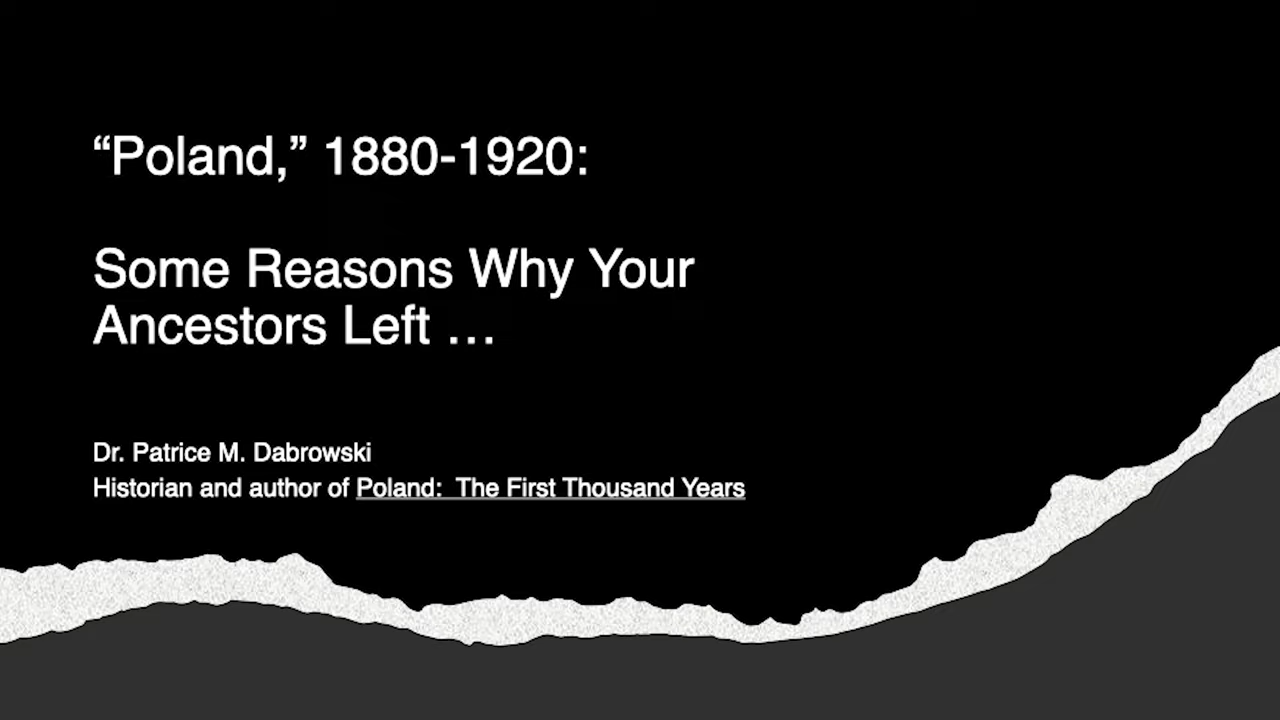 “Poland,” 1880-1920:
Some Reasons Why Your
Ancestors Left …
Dr. Patrice M. Dabrowski
Historian and author of Poland:  The First Thousand Years